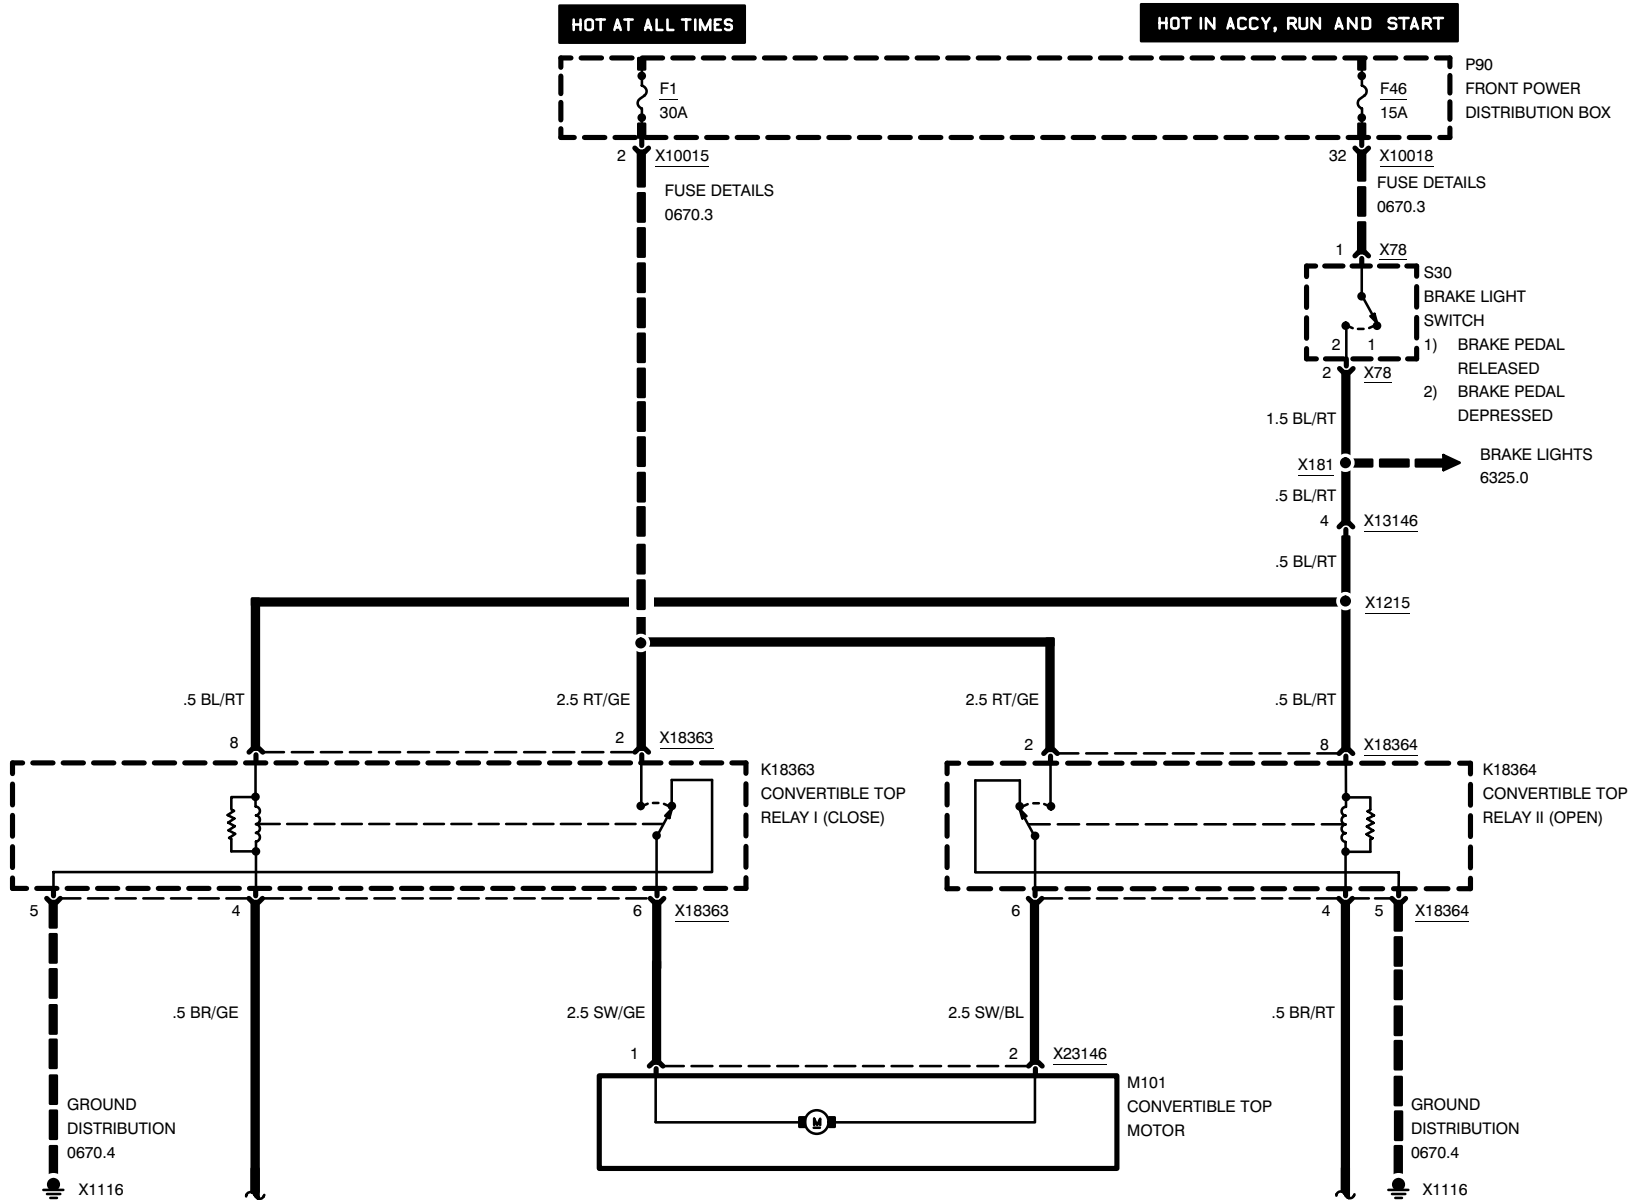 HOT AT ALL TIMES
HOT IN ACCY, RUN AND START
P90
FRONT POWER
DISTRIBUTION BOX
F1
30A
F46
15A
2 X10015
32 X10018
FUSE DETAILS
0670.3
FUSE DETAILS
0670.3
1 X78
S30
BRAKE LIGHT
SWITCH
2 1
1) BRAKE PEDAL
RELEASED
2) BRAKE PEDAL
DEPRESSED
2 X78
1.5 BL/RT
X181
BRAKE LIGHTS
6325.0
.5 BL/RT
4 X13146
.5 BL/RT
X1215
.5 BL/RT
2.5 RT/GE
2.5 RT/GE
.5 BL/RT
8
2 X18363
2
8 X18364
K18363
CONVERTIBLE TOP
RELAY I (CLOSE)
K18364
CONVERTIBLE TOP
RELAY II (OPEN)
5
4
6 X18363
6
4
5 X18364
.5 BR/GE
2.5 SW/GE
2.5 SW/BL
.5 BR/RT
1
2 X23146
M
M101
CONVERTIBLE TOP
MOTOR
GROUND
DISTRIBUTION
0670.4
GROUND
DISTRIBUTION
0670.4
X1116
X1116